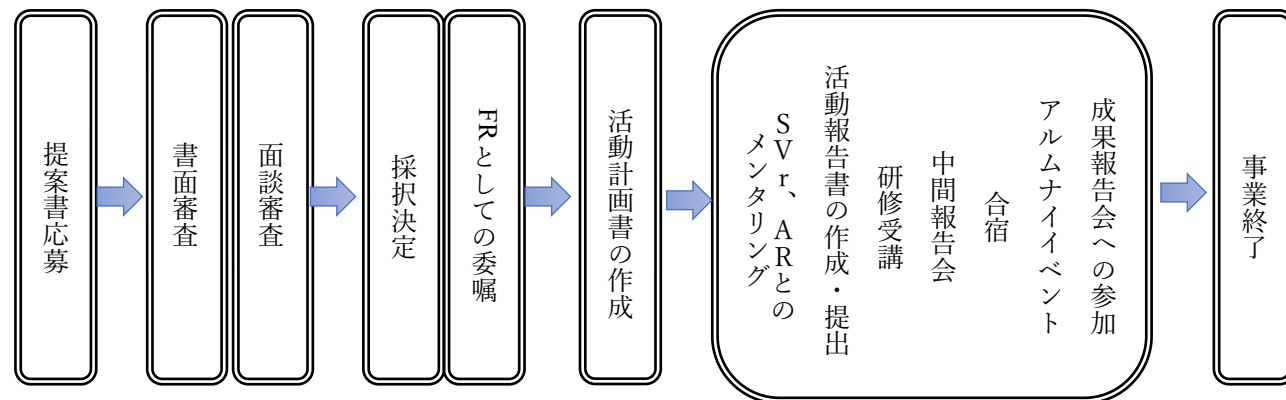 提案書応募
書面審査
面談審査
採択決定
FRとしての委嘱
活動計画書の作成
SVr、ARとの
メンタリング
活動報告書の作成・提出
研修受講
中間報告会
合宿
アルムナイイベント
成果報告会への参加
事業終了